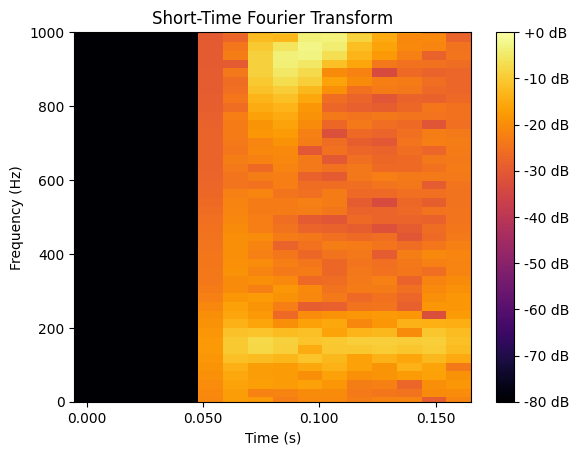 Short-Time Fourier Transform
1000
800
600
400
200
0
Frequency (Hz)
0.000
0.050
0.100
0.150
Time (s)
+0 dB
-10 dB
-20 dB
-30 dB
-40 dB
-50 dB
-60 dB
-70 dB
-80 dB